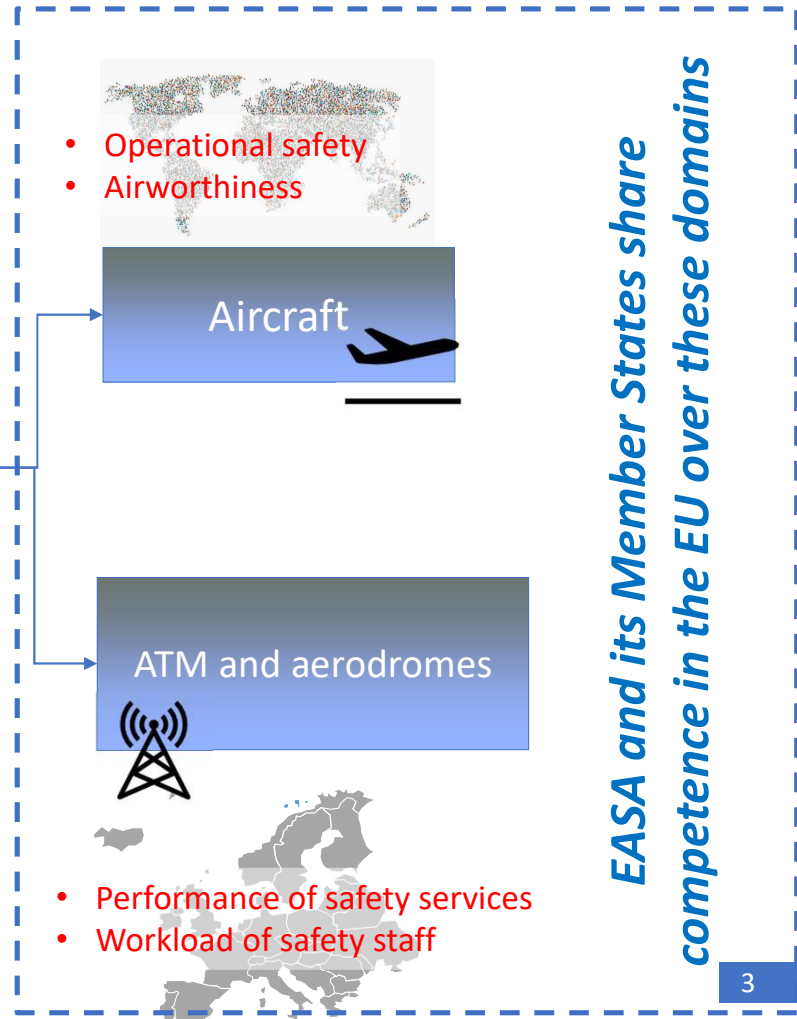 • Operational safety
• Airworthiness
Aircraft
ATM and aerodromes
• Performance of safety services
• Workload of safety staff
EASA and its Member States share
competence in the EU over these domains
3